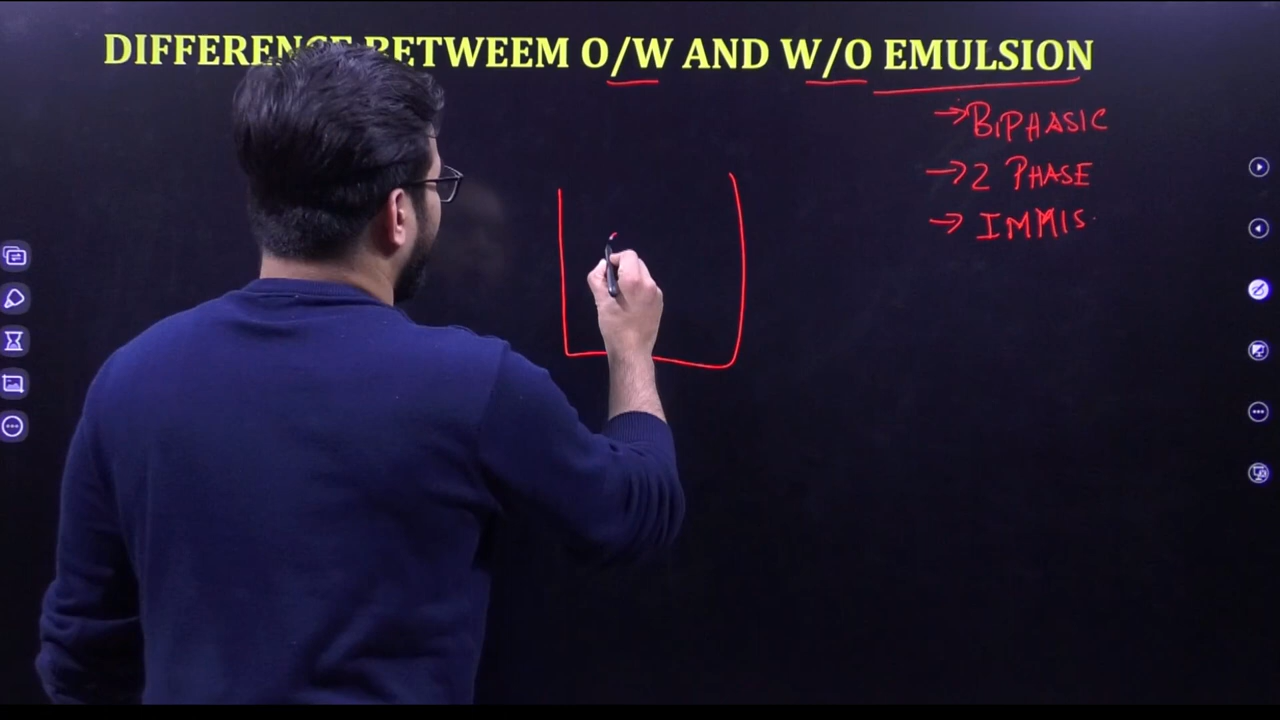 DIFFERENCE BETWEEM O/W AND W/O EMULSION
→ BIPHASIC
→ 2 PHASE
→ IMMIS.